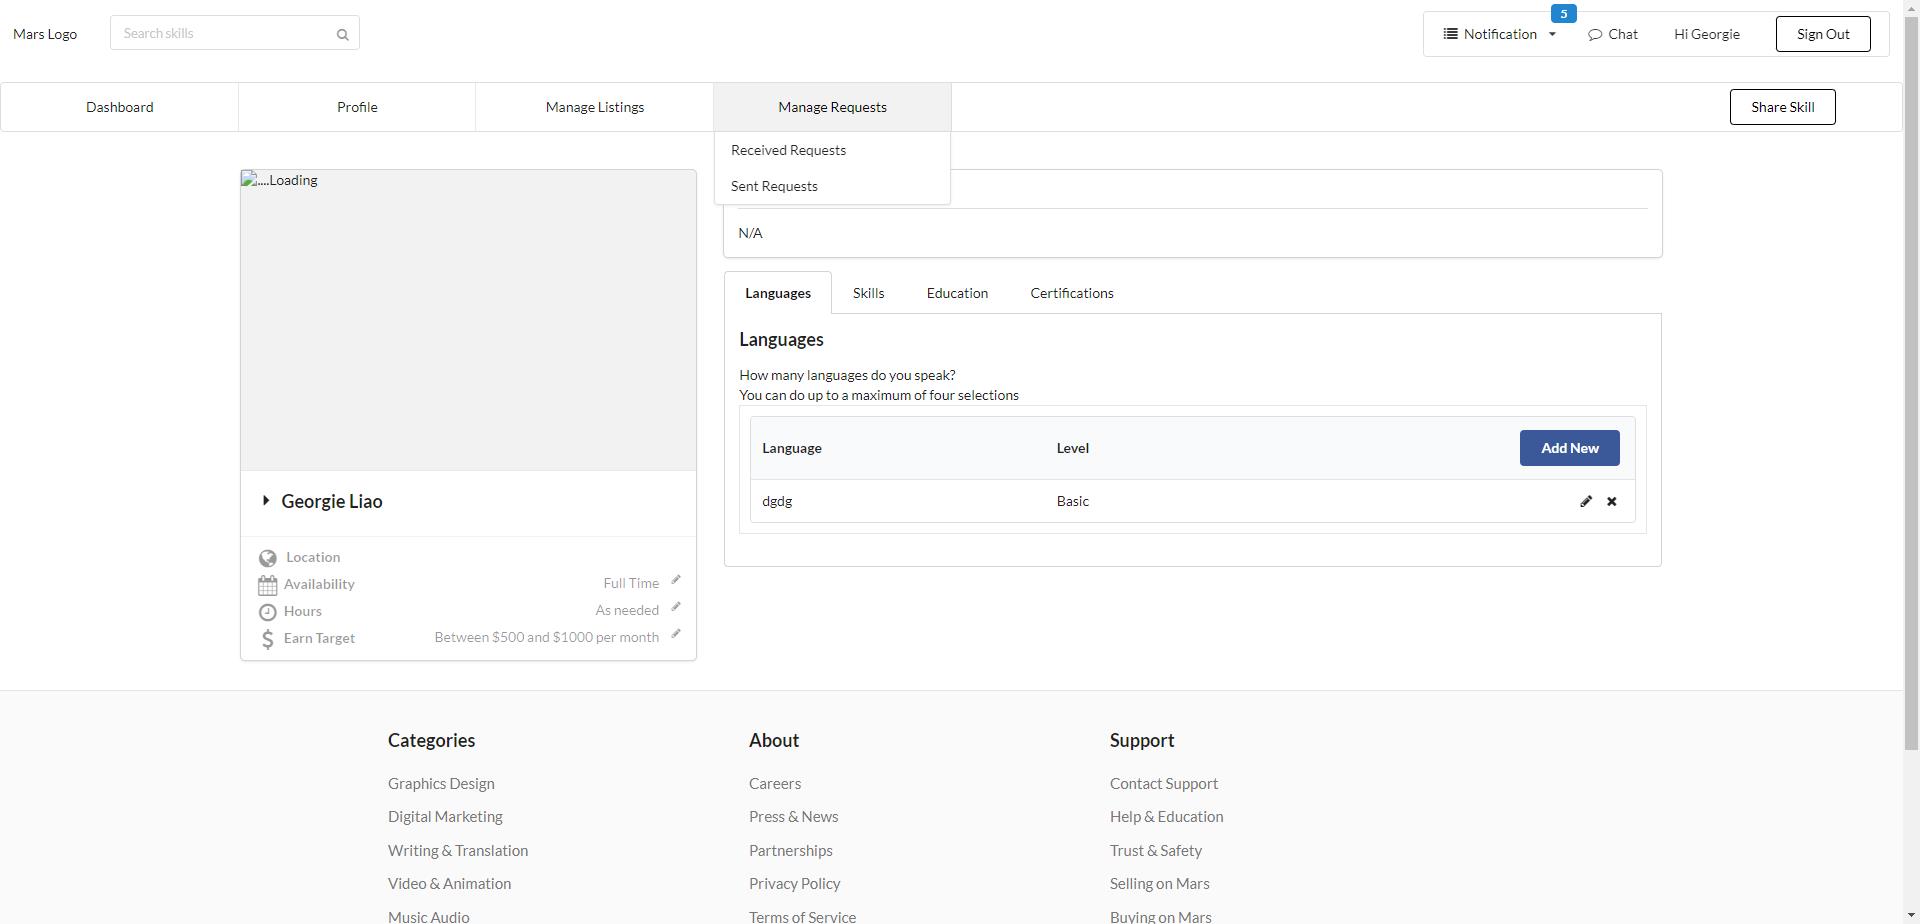 Mars Logo
Search skills
Notification
5
Chat
Hi Georgie
Sign Out
Dashboard
Profile
Manage Listings
Manage Requests
Share Skill
Received Requests
Sent Requests
....Loading
N/A
Georgie Liao
Location
Availability
Full Time
Hours
As needed
Earn Target
Between $500 and $1000 per month
Languages
Skills
Education
Certifications
Languages
How many languages do you speak?
You can do up to a maximum of four selections
Language
Level
Add New
dgdg
Basic
Categories
Graphics Design
Digital Marketing
Writing & Translation
Video & Animation
Music Audio
About
Careers
Press & News
Partnerships
Privacy Policy
Terms of Service
Support
Contact Support
Help & Education
Trust & Safety
Selling on Mars
Buying on Mars